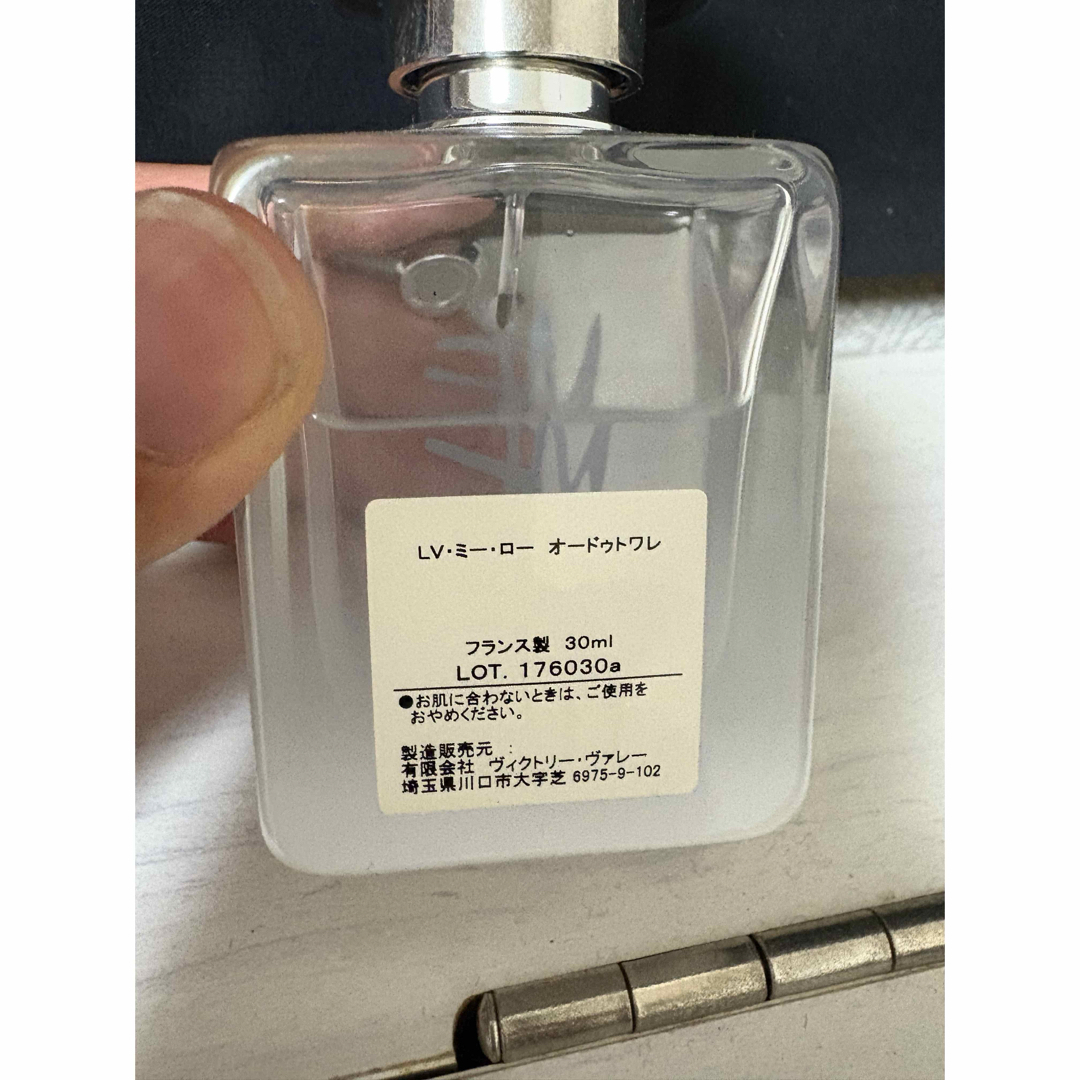 LV・ミー・ロー オードゥトワレ
フランス製 30ml
LOT. 176030a
●お肌に合わないときは、ご使用を
おやめください。
製造販売元 :
有限会社 ヴィクトリー・ヴァレー
埼玉県川口市大字芝 6975-9-102